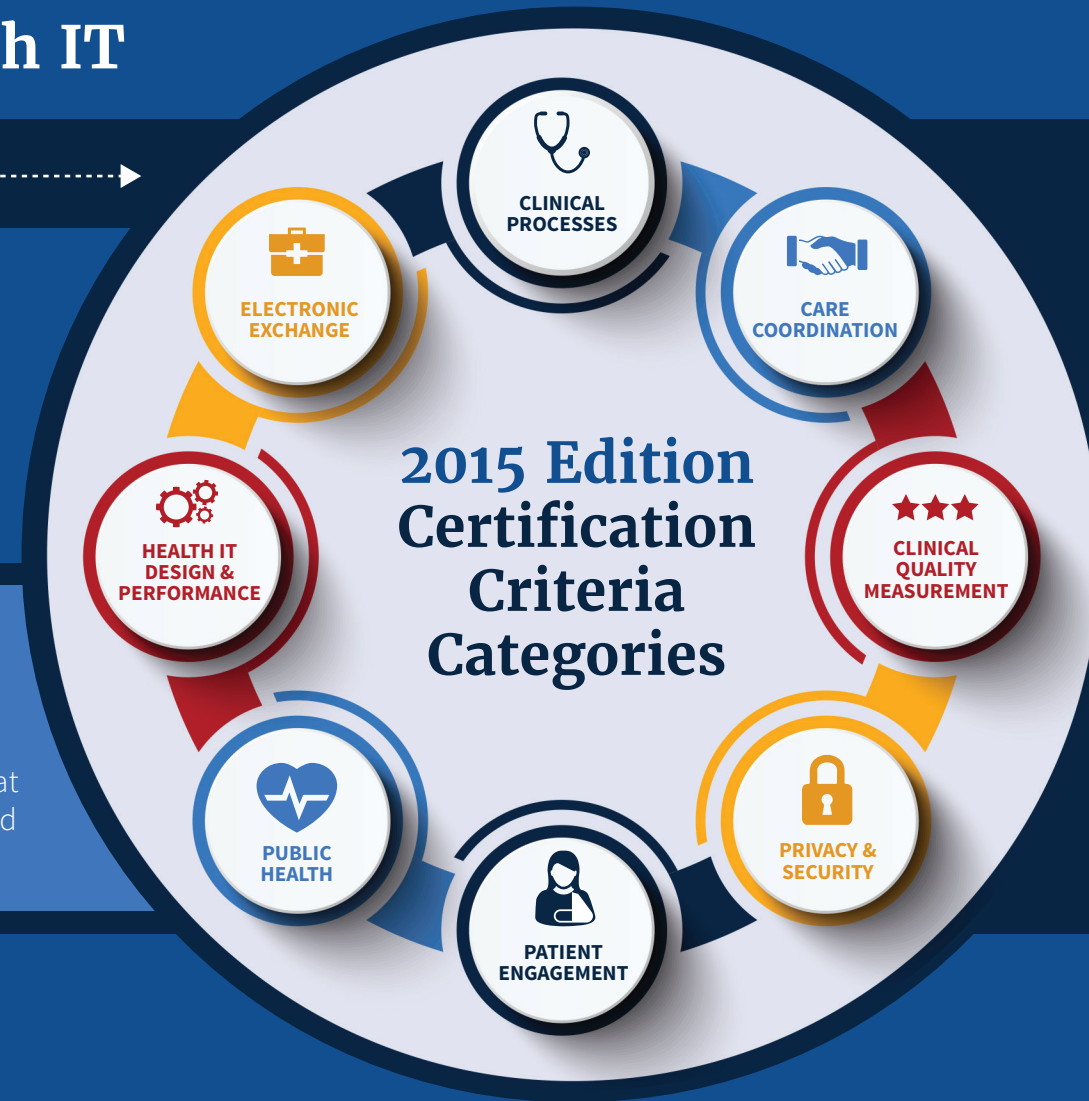 h IT
CLINICAL
PROCESSES
ELECTRONIC
EXCHANGE
CARE
COORDINATION
2015 Edition
Certification
Criteria
Categories
HEALTH IT
DESIGN &
PERFORMANCE
CLINICAL
QUALITY
MEASUREMENT
at
d
PUBLIC
HEALTH
PRIVACY &
SECURITY
PATIENT
ENGAGEMENT